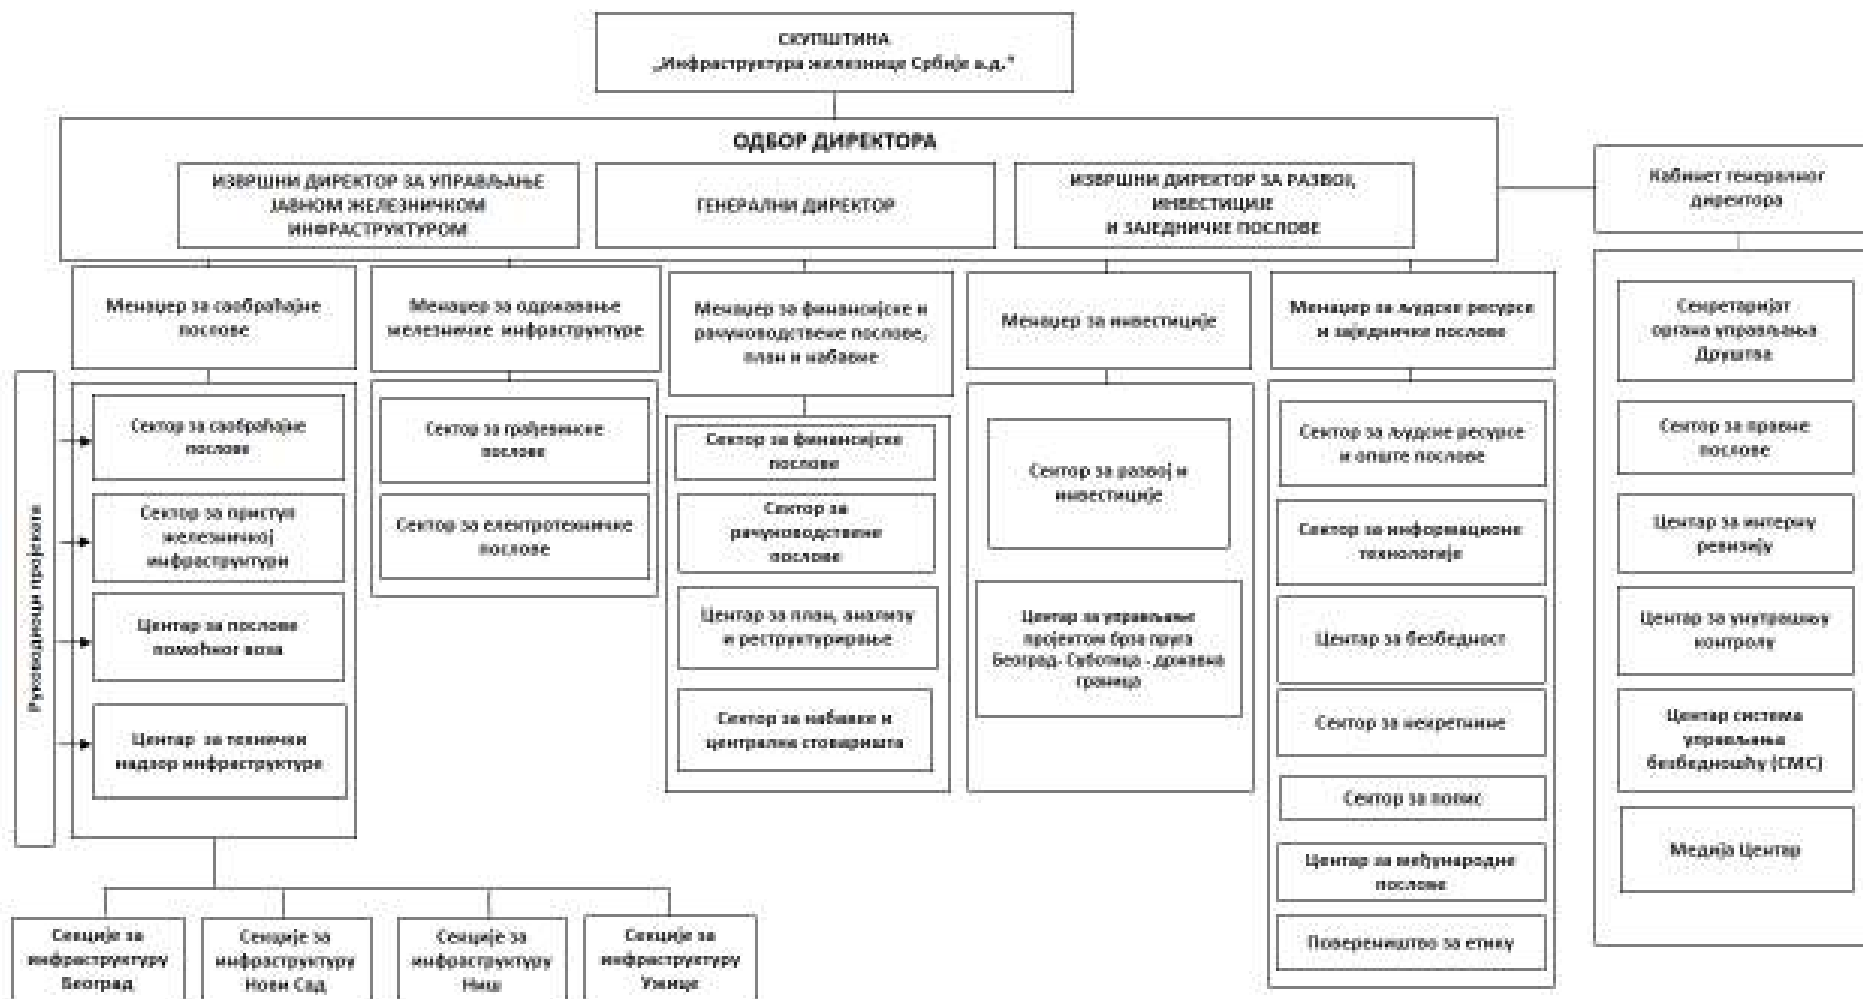 СКУПШТИНА
„Инфраструктура железнице Србије а.д.“
ОДБОР ДИРЕКТОРА
ИЗВРШНИ ДИРЕКТОР ЗА УПРАВЉАЊЕ
ЈАВНОМ ЖЕЛЕЗНИЧКОМ
ИНФРАСТРУКТУРОМ
ГЕНЕРАЛНИ ДИРЕКТОР
ИЗВРШНИ ДИРЕКТОР ЗА РАЗВОЈ,
ИНВЕСТИЦИЈЕ
И ЗАЈЕДНИЧКЕ ПОСЛОВЕ
Кабинет генералног
директора
Менаџер за саобраћајне
послове
Менаџер за одржавање
железничке инфраструктуре
Менаџер за финансијске и
рачуноводствене послове,
план и набавке
Менаџер за инвестиције
Менаџер за људске ресурсе
и заједничке послове
Руководиоци пројеката
Сектор за саобраћајне
послове
Сектор за приступ
железничкој
инфраструктури
Центар за послове
помоћног воза
Центар за технички
надзор инфраструктуре
Сектор за грађевинске
послове
Сектор за електротехничке
послове
Сектор за финансијске
послове
Сектор за
рачуноводствене
послове
Центар за план, анализу
и реструктурирање
Сектор за набавке и
централна стоваришта
Сектор за развој и
инвестиције
Центар за управљање
пројектом брза пруга
Београд- Суботица - државна
граница
Сектор за људске ресурсе
и опште послове
Сектор за информационе
технологије
Центар за безбедност
Сектор за некретнине
Сектор за попис
Центар за међународне
послове
Повереништво за етику
Секретаријат
органа управљања
Друштва
Сектор за правне
послове
Центар за интерну
ревизију
Центар за унутрашњу
контролу
Центар система
управљања
безбедношћу (СМС)
Медија Центар
Секције за
инфраструктуру
Београд
Секције за
инфраструктуру
Нови Сад
Секције за
инфраструктуру
Ниш
Секције за
инфраструктуру
Ужице